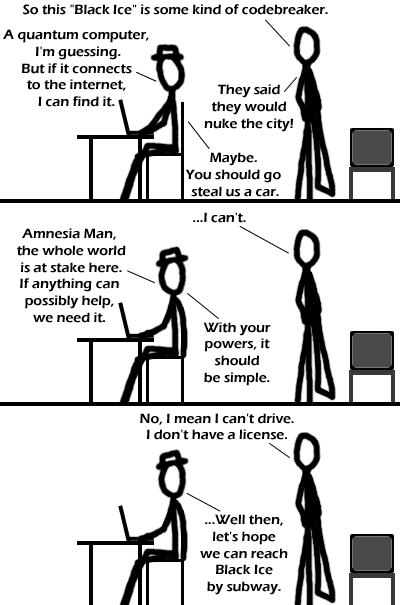 So this "Black Ice" is some kind of codebreaker.
A quantum computer,
I'm guessing.
But if it connects
to the internet,
I can find it.
They said
they would
nuke the city!
Maybe.
You should go
steal us a car.
...I can't.
Amnesia Man,
the whole world
is at stake here.
If anything can
possibly help,
we need it.
With your
powers, it
should
be simple.
No, I mean I can't drive.
I don't have a license.
...Well then,
let's hope
we can reach
Black Ice
by subway.